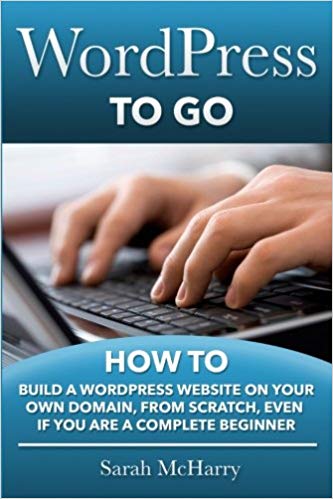 WordPress
TO GO
HOW TO
BUILD A WORDPRESS WEBSITE ON YOUR
OWN DOMAIN, FROM SCRATCH, EVEN
IF YOU ARE A COMPLETE BEGINNER
Sarah McHarry